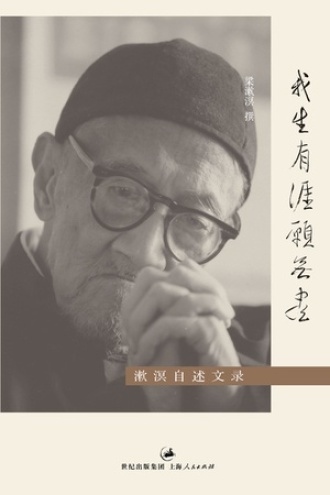 我生有涯愿无尽
梁漱溟 撰
漱溟自述文录
世纪出版集团 上海人民出版社